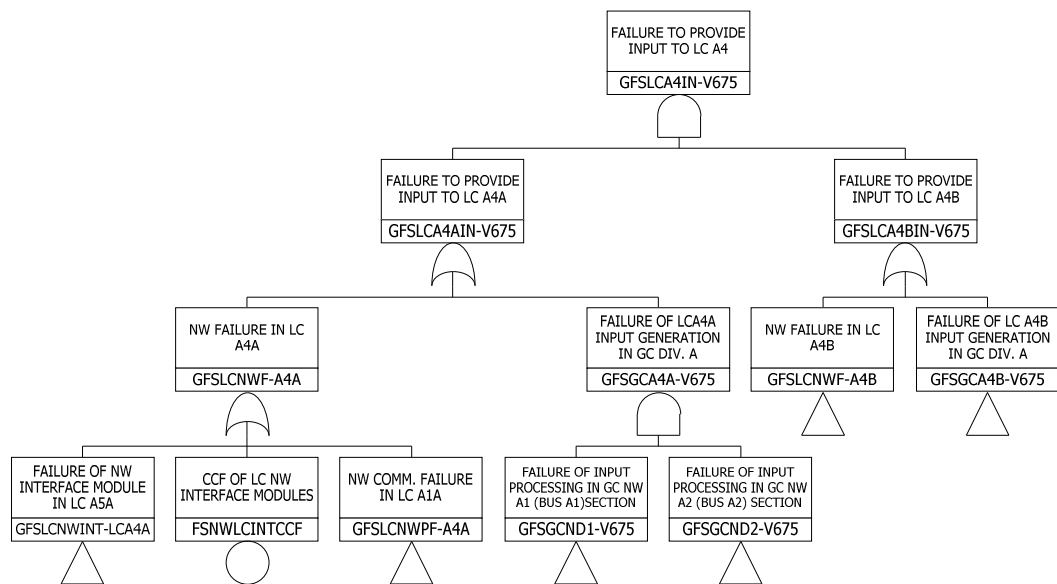 FAILURE TO PROVIDE
INPUT TO LC A4
GFSLCA4IN-V675
FAILURE TO PROVIDE
INPUT TO LC A4A
GFSLCA4AIN-V675
FAILURE TO PROVIDE
INPUT TO LC A4B
GFSLCA4BIN-V675
NW FAILURE IN LC
A4A
GFSLCNWF-A4A
FAILURE OF LCA4A
INPUT GENERATION
IN GC DIV. A
GFSGCA4A-V675
NW FAILURE IN LC
A4B
GFSLCNWF-A4B
FAILURE OF LC A4B
INPUT GENERATION
IN GC DIV. A
GFSGCA4B-V675
FAILURE OF NW
INTERFACE MODULE
IN LC A5A
GFSLCNWINT-LCA4A
CCF OF LC NW
INTERFACE MODULES
FSNWLCINTCCF
NW COMM. FAILURE
IN LC A1A
GFSLCNWPF-A4A
FAILURE OF INPUT
PROCESSING IN GC NW
A1 (BUS A1)SECTION
GFSGCND1-V675
FAILURE OF INPUT
PROCESSING IN GC NW
A2 (BUS A2) SECTION
GFSGCND2-V675